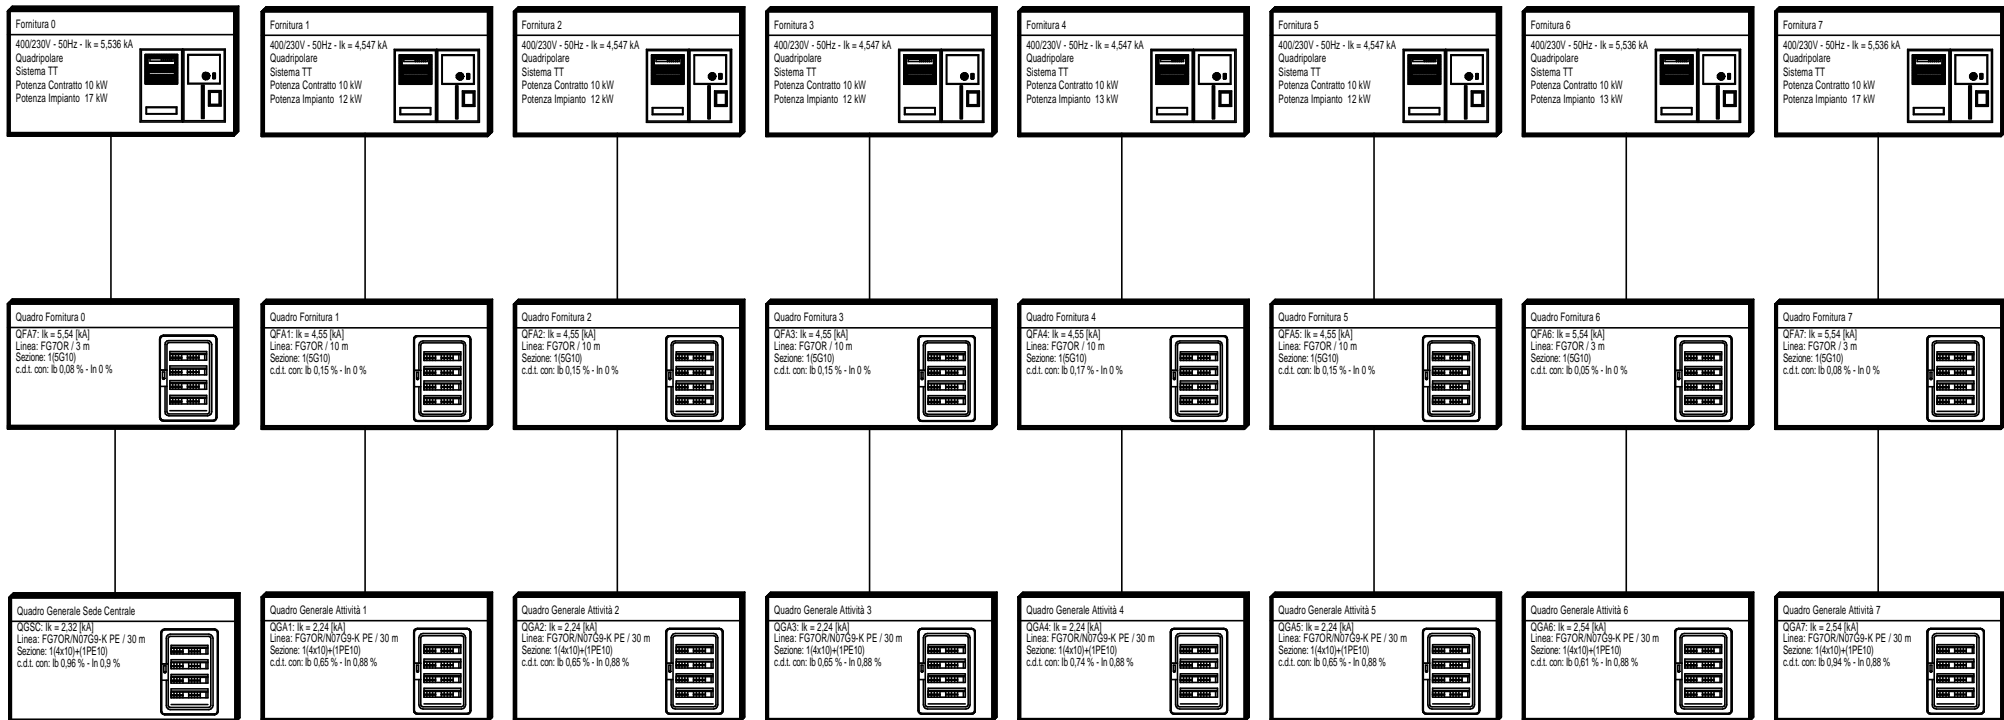 Fornitura 0
400/230V - 50Hz - Ik = 5,536 kA
Quadripolare
Sistema TT
Potenza Contratto 10 kW
Potenza Impianto 17 kW
Fornitura 1
400/230V - 50Hz - Ik = 4,547 kA
Quadripolare
Sistema TT
Potenza Contratto 10 kW
Potenza Impianto 12 kW
Fornitura 2
400/230V - 50Hz - Ik = 4,547 kA
Quadripolare
Sistema TT
Potenza Contratto 10 kW
Potenza Impianto 12 kW
Fornitura 3
400/230V - 50Hz - Ik = 4,547 kA
Quadripolare
Sistema TT
Potenza Contratto 10 kW
Potenza Impianto 12 kW
Fornitura 4
400/230V - 50Hz - Ik = 4,547 kA
Quadripolare
Sistema TT
Potenza Contratto 10 kW
Potenza Impianto 13 kW
Fornitura 5
400/230V - 50Hz - Ik = 4,547 kA
Quadripolare
Sistema TT
Potenza Contratto 10 kW
Potenza Impianto 12 kW
Fornitura 6
400/230V - 50Hz - Ik = 5,536 kA
Quadripolare
Sistema TT
Potenza Contratto 10 kW
Potenza Impianto 13 kW
Fornitura 7
400/230V - 50Hz - Ik = 5,536 kA
Quadripolare
Sistema TT
Potenza Contratto 10 kW
Potenza Impianto 17 kW
Quadro Fornitura 0
QFA7: Ik = 5,54 [kA]
Linea: FG7OR / 3 m
Sezione: 1(5G10)
c.d.t. con: Ib 0,08 % - In 0 %
Quadro Fornitura 1
QFA1: Ik = 4,55 [kA]
Linea: FG7OR / 10 m
Sezione: 1(5G10)
c.d.t. con: Ib 0,15 % - In 0 %
Quadro Fornitura 2
QFA2: Ik = 4,55 [kA]
Linea: FG7OR / 10 m
Sezione: 1(5G10)
c.d.t. con: Ib 0,15 % - In 0 %
Quadro Fornitura 3
QFA3: Ik = 4,55 [kA]
Linea: FG7OR / 10 m
Sezione: 1(5G10)
c.d.t. con: Ib 0,15 % - In 0 %
Quadro Fornitura 4
QFA4: Ik = 4,55 [kA]
Linea: FG7OR / 10 m
Sezione: 1(5G10)
c.d.t. con: Ib 0,17 % - In 0 %
Quadro Fornitura 5
QFA5: Ik = 4,55 [kA]
Linea: FG7OR / 10 m
Sezione: 1(5G10)
c.d.t. con: Ib 0,15 % - In 0 %
Quadro Fornitura 6
QFA6: Ik = 5,54 [kA]
Linea: FG7OR / 3 m
Sezione: 1(5G10)
c.d.t. con: Ib 0,05 % - In 0 %
Quadro Fornitura 7
QFA7: Ik = 5,54 [kA]
Linea: FG7OR / 3 m
Sezione: 1(5G10)
c.d.t. con: Ib 0,08 % - In 0 %
Quadro Generale Sede Centrale
QGSC: Ik = 2,32 [kA]
Linea: FG7OR/N07G9-K PE / 30 m
Sezione: 1(4x10)+(1PE10)
c.d.t. con: Ib 0,96 % - In 0,9 %
Quadro Generale Attività 1
QGA1: Ik = 2,24 [kA]
Linea: FG7OR/N07G9-K PE / 30 m
Sezione: 1(4x10)+(1PE10)
c.d.t. con: Ib 0,65 % - In 0,88 %
Quadro Generale Attività 2
QGA2: Ik = 2,24 [kA]
Linea: FG7OR/N07G9-K PE / 30 m
Sezione: 1(4x10)+(1PE10)
c.d.t. con: Ib 0,65 % - In 0,88 %
Quadro Generale Attività 3
QGA3: Ik = 2,24 [kA]
Linea: FG7OR/N07G9-K PE / 30 m
Sezione: 1(4x10)+(1PE10)
c.d.t. con: Ib 0,65 % - In 0,88 %
Quadro Generale Attività 4
QGA4: Ik = 2,24 [kA]
Linea: FG7OR/N07G9-K PE / 30 m
Sezione: 1(4x10)+(1PE10)
c.d.t. con: Ib 0,74 % - In 0,88 %
Quadro Generale Attività 5
QGA5: Ik = 2,24 [kA]
Linea: FG7OR/N07G9-K PE / 30 m
Sezione: 1(4x10)+(1PE10)
c.d.t. con: Ib 0,65 % - In 0,88 %
Quadro Generale Attività 6
QGA6: Ik = 2,54 [kA]
Linea: FG7OR/N07G9-K PE / 30 m
Sezione: 1(4x10)+(1PE10)
c.d.t. con: Ib 0,61 % - In 0,88 %
Quadro Generale Attività 7
QGA7: Ik = 2,54 [kA]
Linea: FG7OR/N07G9-K PE / 30 m
Sezione: 1(4x10)+(1PE10)
c.d.t. con: Ib 0,94 % - In 0,88 %